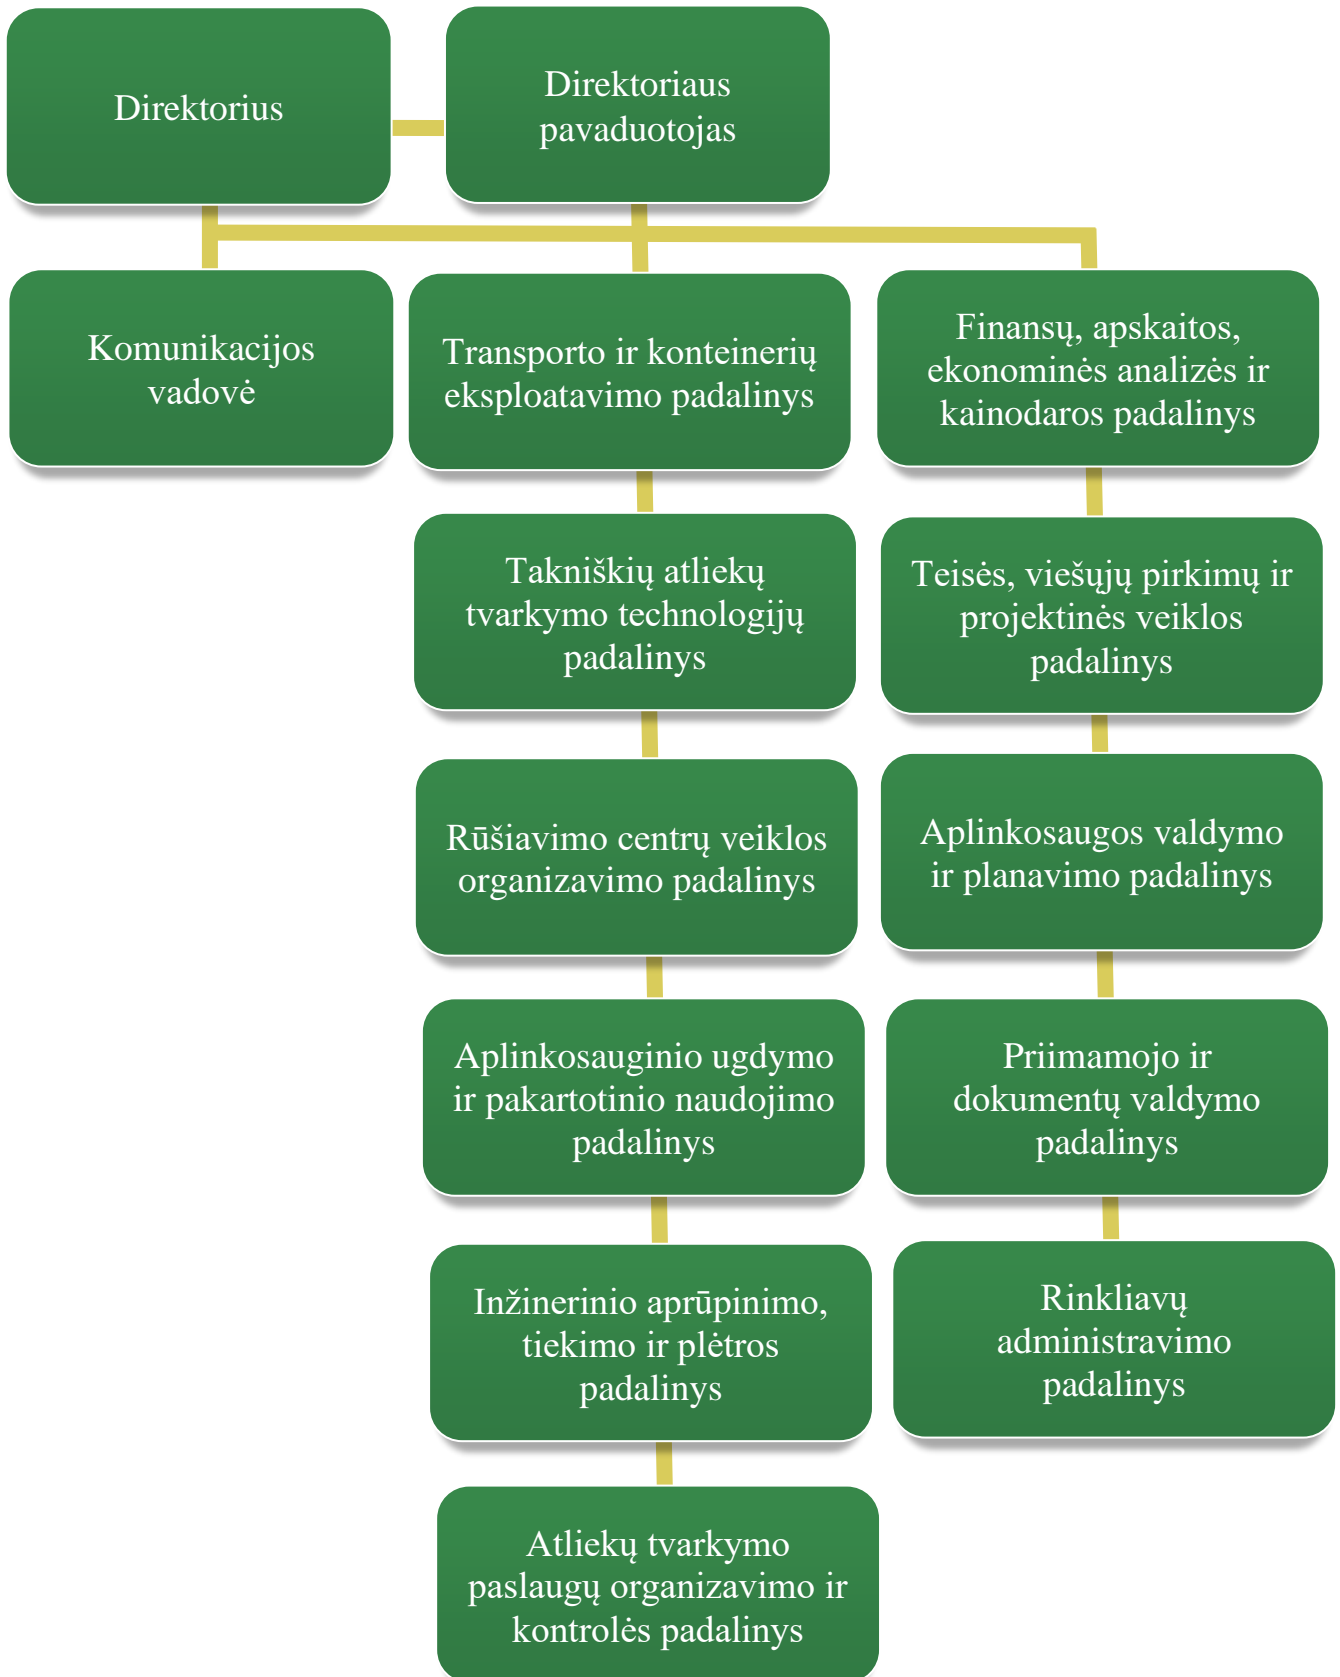 Direktorius
Direktoriaus
pavaduotojas
Komunikacijos
vadovė
Transporto ir konteinerių
eksploatavimo padalinys
Finansų, apskaitos,
ekonominės analizės ir
kainodaros padalinys
Takniškių atliekų
tvarkymo technologijų
padalinys
Teisės, viešųjų pirkimų ir
projektinės veiklos
padalinys
Rūšiavimo centrų veiklos
organizavimo padalinys
Aplinkosaugos valdymo
ir planavimo padalinys
Aplinkosauginio ugdymo
ir pakartotinio naudojimo
padalinys
Priimamojo ir
dokumentų valdymo
padalinys
Inžinerinio aprūpinimo,
tiekimo ir plėtros
padalinys
Rinkliavų
administravimo
padalinys
Atliekų tvarkymo
paslaugų organizavimo ir
kontrolės padalinys